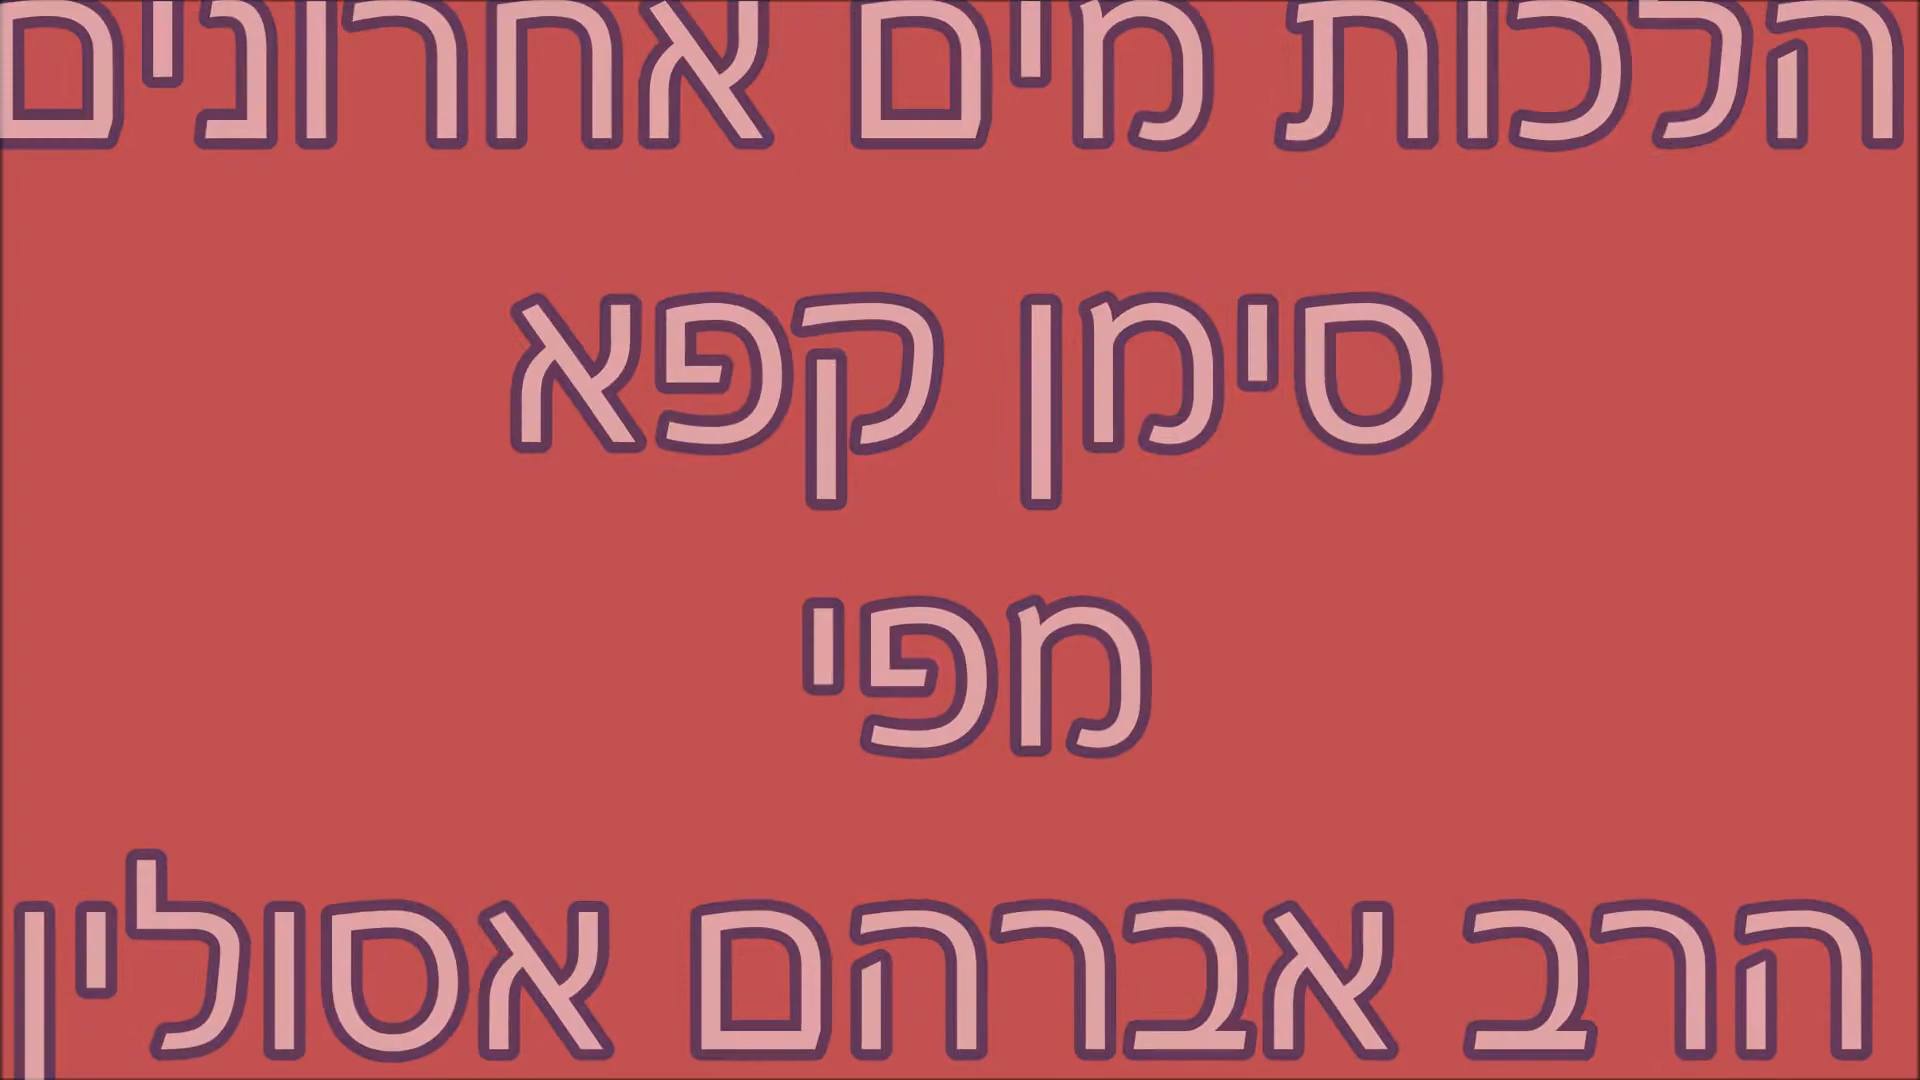 הלכות מים אחרונים
סימן קפא
מפי
הרב אברהם אסולין